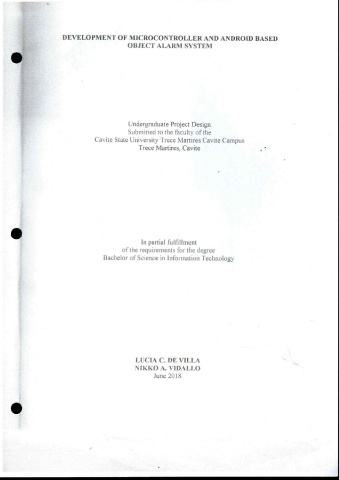 DEVELOPMENT OF MICROCONTROLLER AND ANDROID BASED
OBJECT ALARM SYSTEM
Undergraduate Project Design
Submitted to the faculty of the
Cavite State University Trece Martires Cavite Campus
Trece Martires, Cavite
In partial fulfillment
of the requirements for the degree
Bachelor of Science in Information Technology
LUCIA C. DE VILLA
NIKKO A. VIDALLO
June 2018